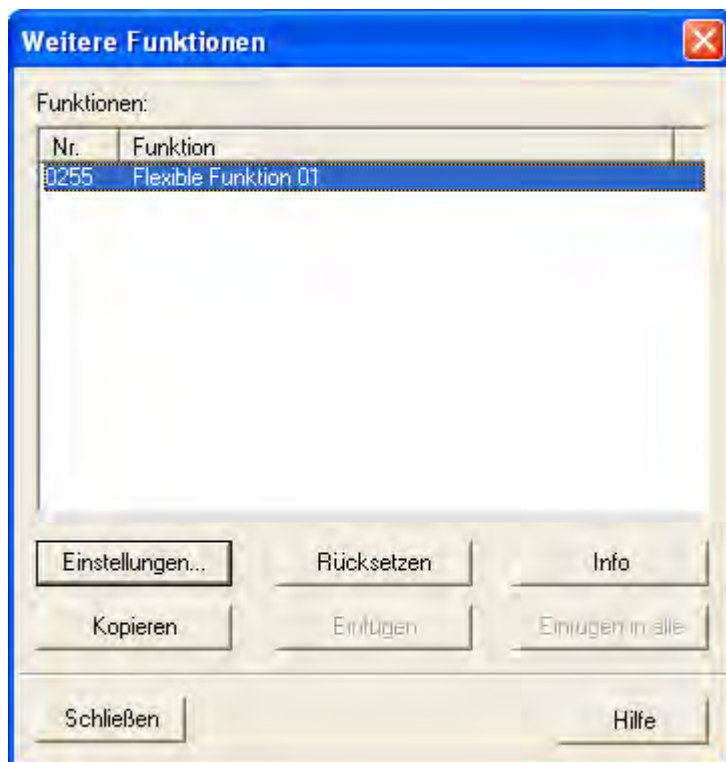 Weitere Funktionen
Funktionen:
Nr. Funktion
0255 Flexible Funktion 01
Einstellungen... Rücksetzen Info
Kopieren Einfügen Einfügen in alle
Schließen Hilfe